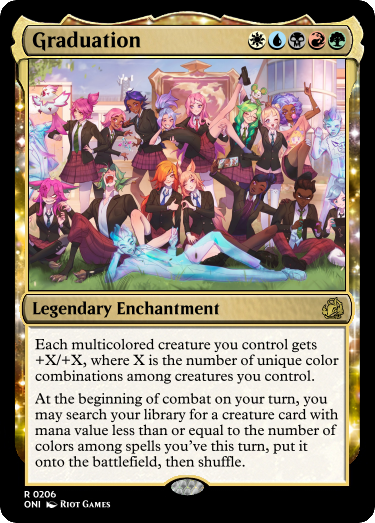 Graduation
Legendary Enchantment
Each multicolored creature you control gets
+X/+X, where X is the number of unique color
combinations among creatures you control.
At the beginning of combat on your turn, you
may search your library for a creature card with
mana value less than or equal to the number of
colors among spells you've this turn, put it
onto the battlefield, then shuffle.
R 0206
ONI Riot Games